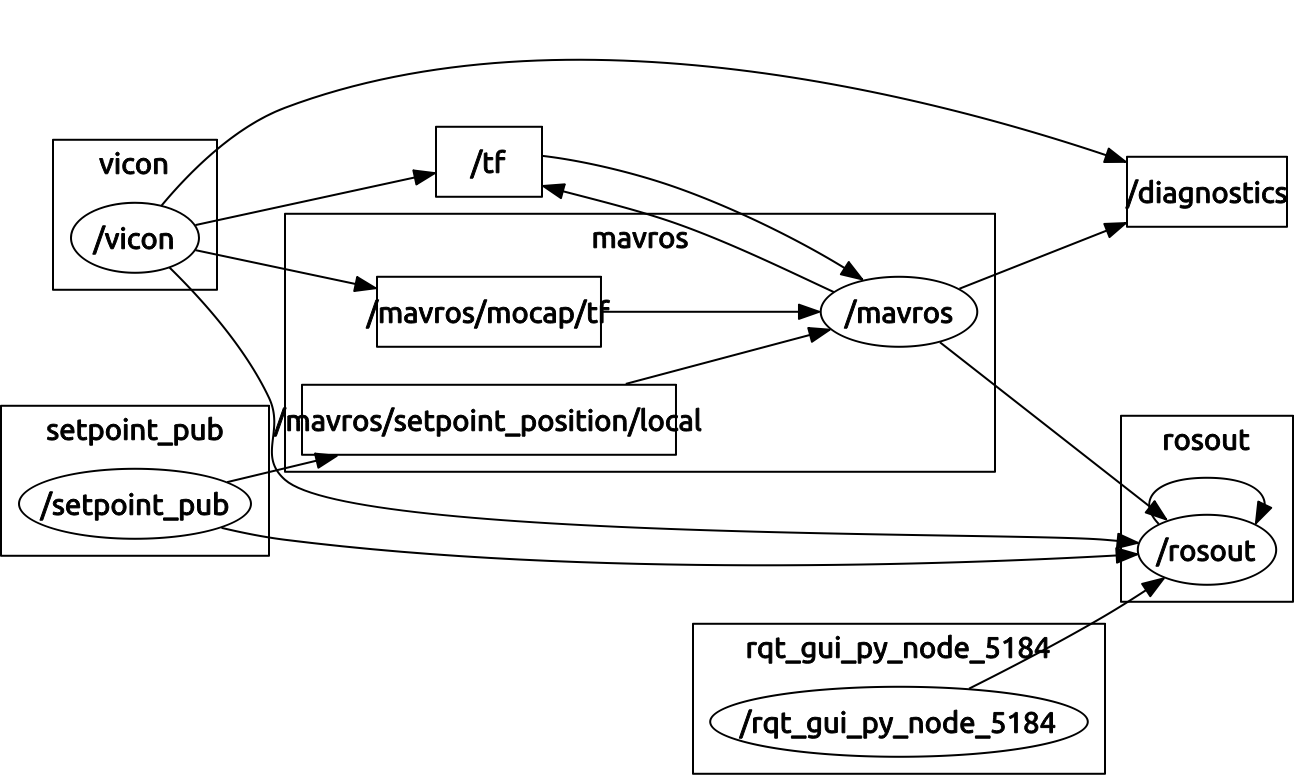 vicon
/vicon
/tf
/diagnostics
mavros
/mavros/mocap/tf
/mavros
/mavros/setpoint_position/local
setpoint_pub
/setpoint_pub
rosout
/rosout
rqt_gui_py_node_5184
/rqt_gui_py_node_5184